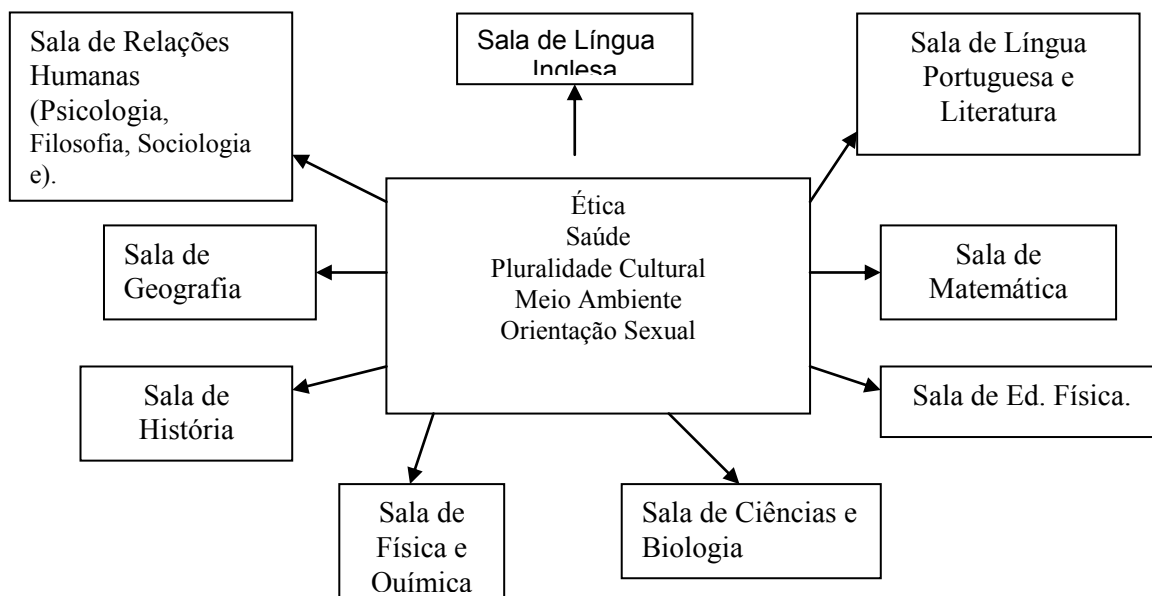 Sala de Relações
Humanas
(Psicologia,
Filosofia, Sociologia
e).
Sala de Língua
Inglesa
Sala de Língua
Portuguesa e
Literatura
Ética
Saúde
Pluralidade Cultural
Meio Ambiente
Orientação Sexual
Sala de
Geografia
Sala de
Matemática
Sala de
História
Sala de Ed. Física.
Sala de
Física e
Química
Sala de Ciências e
Biologia